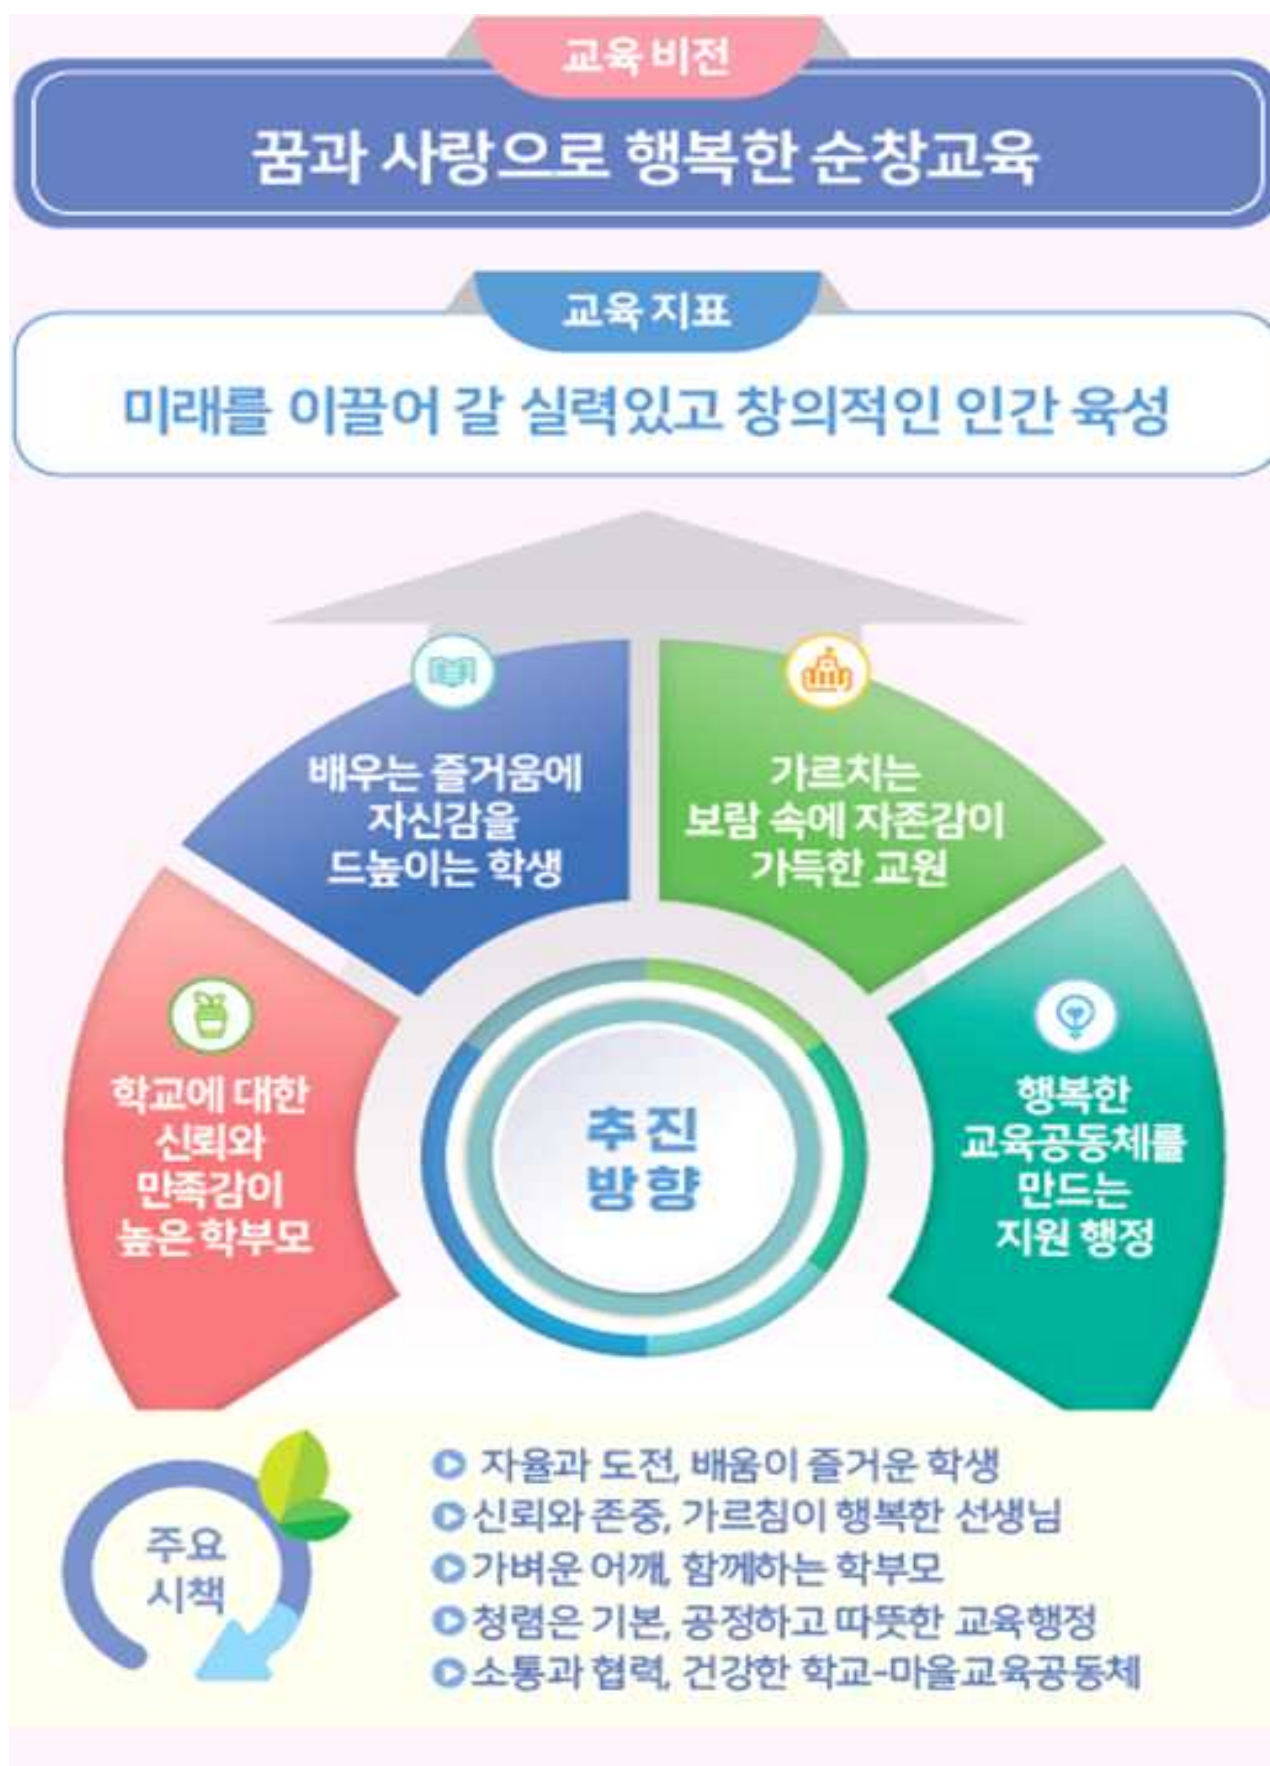 교육 비전
꿈과 사랑으로 행복한 순창교육
교육 지표
미래를 이끌어 갈 실력있고 창의적인 인간 육성
배우는 즐거움에
자신감을
드높이는 학생
가르치는
보람 속에 자존감이
가득한 교원
학교에 대한
신뢰와
만족감이
높은 학부모
추진
방향
행복한
교육공동체를
만드는
지원 행정
주요
시책
자율과 도전, 배움이 즐거운 학생
신뢰와 존중, 가르침이 행복한 선생님
가벼운 어깨, 함께하는 학부모
청렴은 기본, 공정하고 따뜻한 교육행정
소통과 협력, 건강한 학교-마을교육공동체